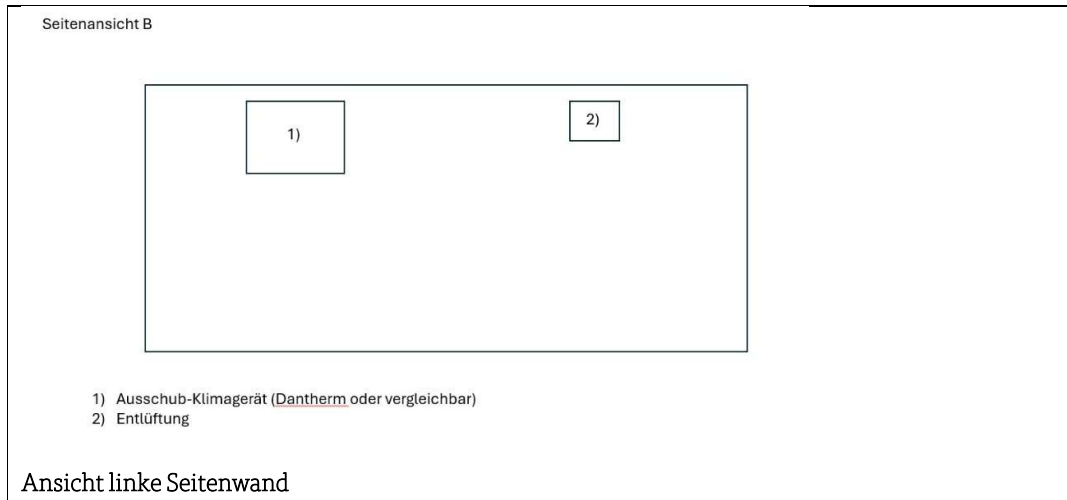 Seitenansicht B
1)
2)
1) Ausschub-Klimagerät (Dantherm oder vergleichbar)
2) Entlüftung
Ansicht linke Seitenwand